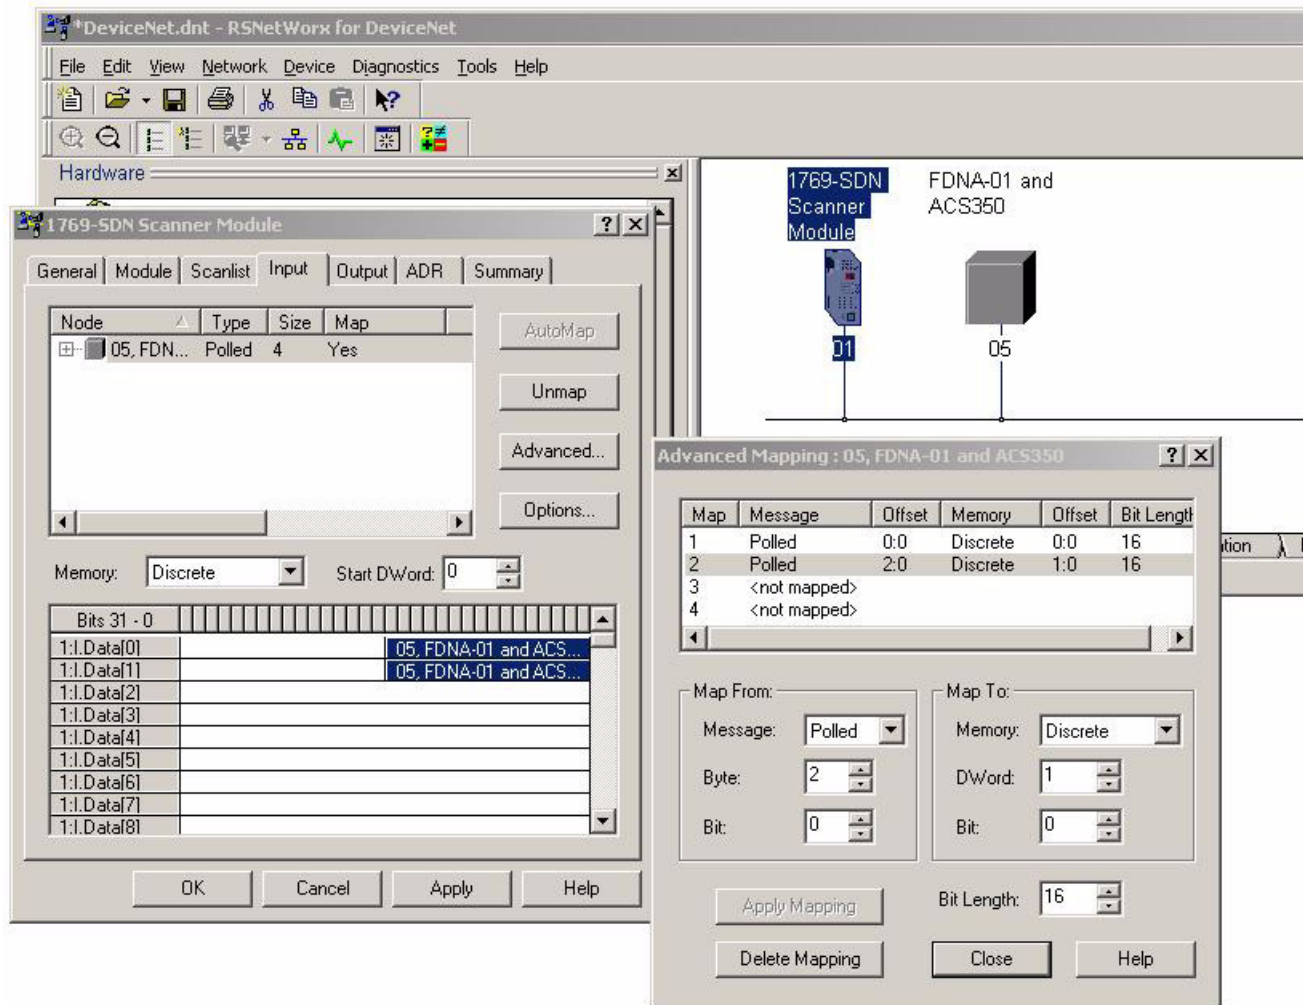 *DeviceNet.dnt - RSNetWorx for DeviceNet
File Edit View Network Device Diagnostics Tools Help
Hardware
1769-SDN Scanner Module
General Module Scanlist Input Output ADR Summary
Node Type Size Map
05, FDN... Polled 4 Yes
AutoMap
Unmap
Advanced...
Options...
Memory: Discrete Start DWord: 0
Bits 31 - 0
1:I.Data[0] 05, FDNA-01 and ACS...
1:I.Data[1] 05, FDNA-01 and ACS...
1:I.Data[2]
1:I.Data[3]
1:I.Data[4]
1:I.Data[5]
1:I.Data[6]
1:I.Data[7]
1:I.Data[8]
OK Cancel Apply Help
1769-SDN
Scanner
Module
01
FDNA-01 and
ACS350
05
Advanced Mapping : 05, FDNA-01 and ACS350
Map Message Offset Memory Offset Bit Length
1 Polled 0:0 Discrete 0:0 16
2 Polled 2:0 Discrete 1:0 16
3 <not mapped>
4 <not mapped>
Map From:
Message: Polled
Byte: 2
Bit: 0
Map To:
Memory: Discrete
DWord: 1
Bit: 0
Apply Mapping
Bit Length: 16
Delete Mapping Close Help